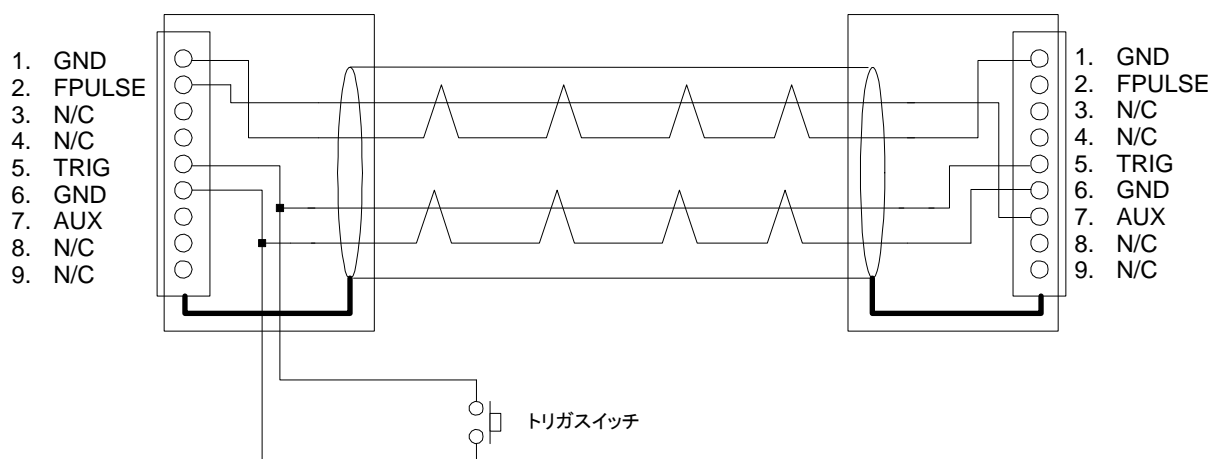 1. GND
2. FPULSE
3. N/C
4. N/C
5. TRIG
6. GND
7. AUX
8. N/C
9. N/C
1. GND
2. FPULSE
3. N/C
4. N/C
5. TRIG
6. GND
7. AUX
8. N/C
9. N/C
トリガスイッチ